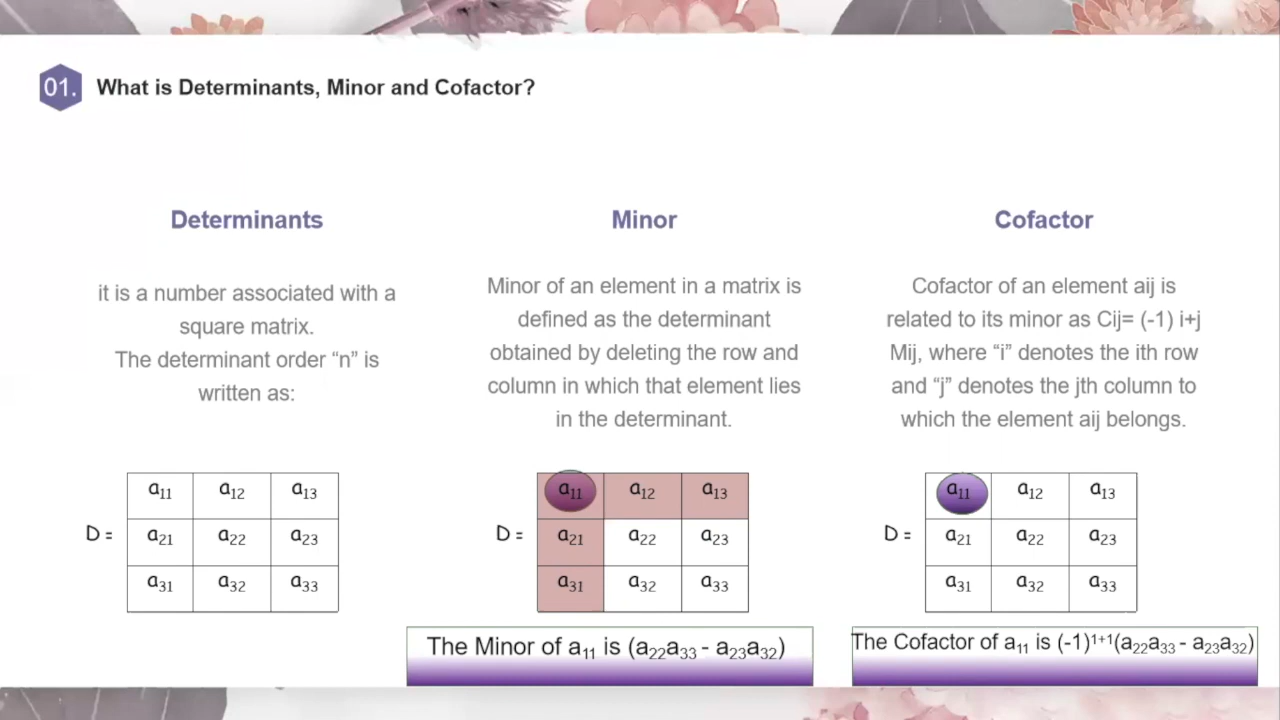 01. What is Determinants, Minor and Cofactor?
Determinants
it is a number associated with a
square matrix.
The determinant order “n” is
written as:
D =
a₁₁ a₁₂ a₁₃
a₂₁ a₂₂ a₂₃
a₃₁ a₃₂ a₃₃
Minor
Minor of an element in a matrix is
defined as the determinant
obtained by deleting the row and
column in which that element lies
in the determinant.
D =
a₁₁ a₁₂ a₁₃
a₂₁ a₂₂ a₂₃
a₃₁ a₃₂ a₃₃
The Minor of a₁₁ is (a₂₂a₃₃ - a₂₃a₃₂)
Cofactor
Cofactor of an element aij is
related to its minor as Cij= (-1) i+j
Mij, where “i” denotes the ith row
and “j” denotes the jth column to
which the element aij belongs.
D =
a₁₁ a₁₂ a₁₃
a₂₁ a₂₂ a₂₃
a₃₁ a₃₂ a₃₃
The Cofactor of a₁₁ is (-1)¹⁺¹(a₂₂a₃₃ - a₂₃a₃₂)